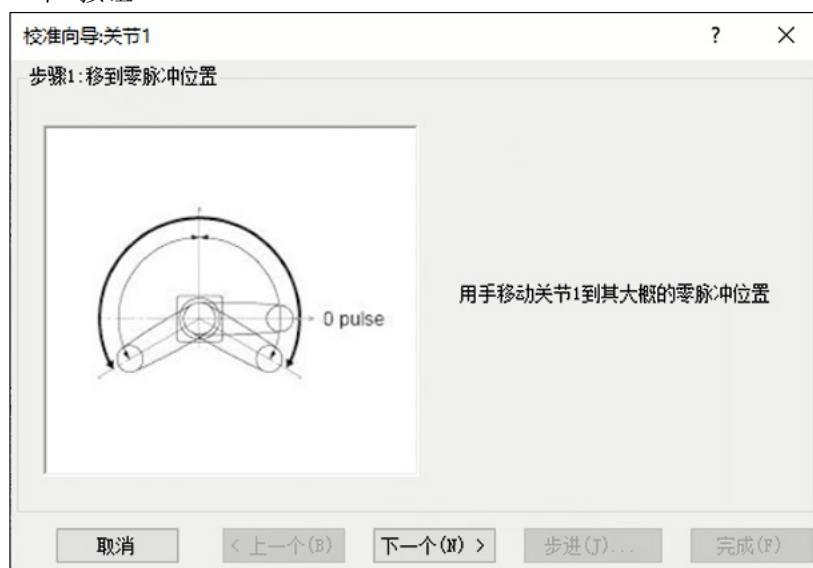 校准向导:关节1
?
步骤1:移到零脉冲位置
0 pulse
用手移动关节1到其大概的零脉冲位置
取消
< 上一个(B)
下一个(N) >
步进(J)...
完成(F)